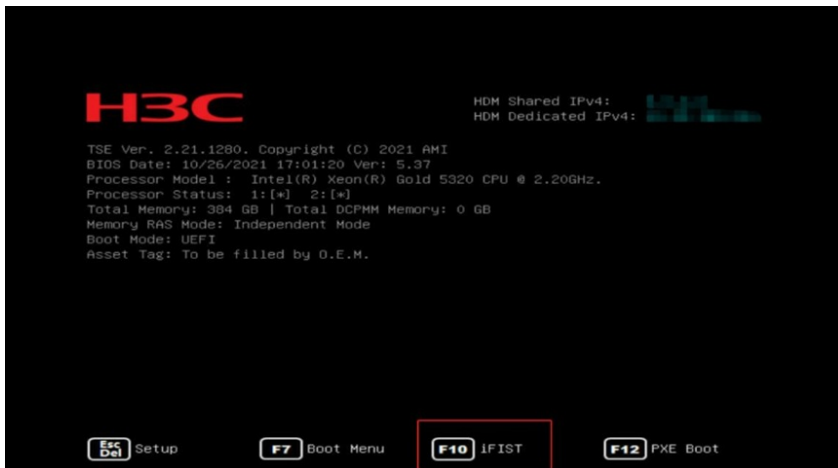 H3C
HDM Shared IPv4:
HDM Dedicated IPv4:
TSE Ver. 2.21.1280. Copyright (C) 2021 AMI
BIOS Date: 10/26/2021 17:01:20 Ver: 5.37
Processor Model :  Intel(R) Xeon(R) Gold 5320 CPU @ 2.20GHz.
Processor Status:  1:[*]  2:[*]
Total Memory: 384 GB | Total DCPMM Memory: 0 GB
Memory RAS Mode: Independent Mode
Boot Mode: UEFI
Asset Tag: To be filled by O.E.M.
Esc Del Setup F7 Boot Menu F10 iFIST F12 PXE Boot